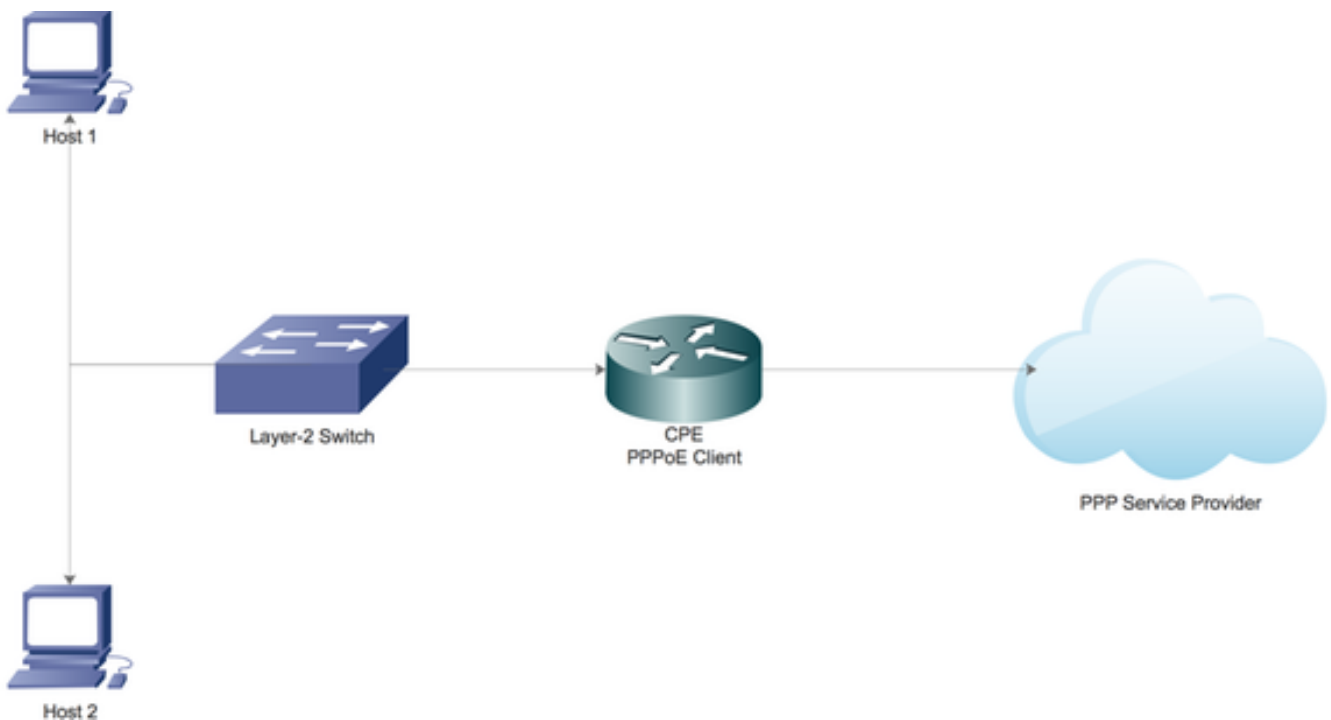 Host 1
Layer-2 Switch
CPE
PPPoE Client
PPP Service Provider
Host 2